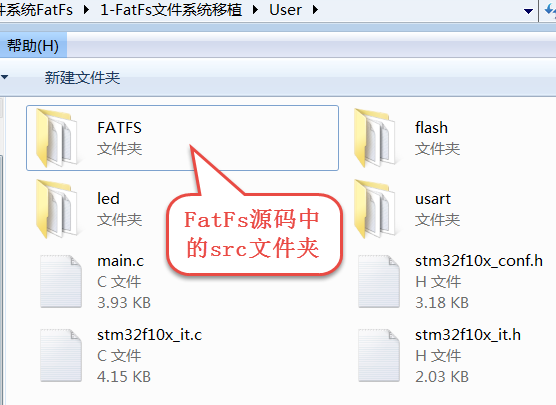 件系统FatFs ▸ 1-FatFs文件系统移植 ▸ User ▸
帮助(H)
新建文件夹
FATFS
文件夹
flash
文件夹
led
文件夹
usart
文件夹
FatFs源码中
的src文件夹
main.c
C 文件
3.93 KB
stm32f10x_conf.h
H 文件
3.18 KB
stm32f10x_it.c
C 文件
4.15 KB
stm32f10x_it.h
H 文件
2.03 KB